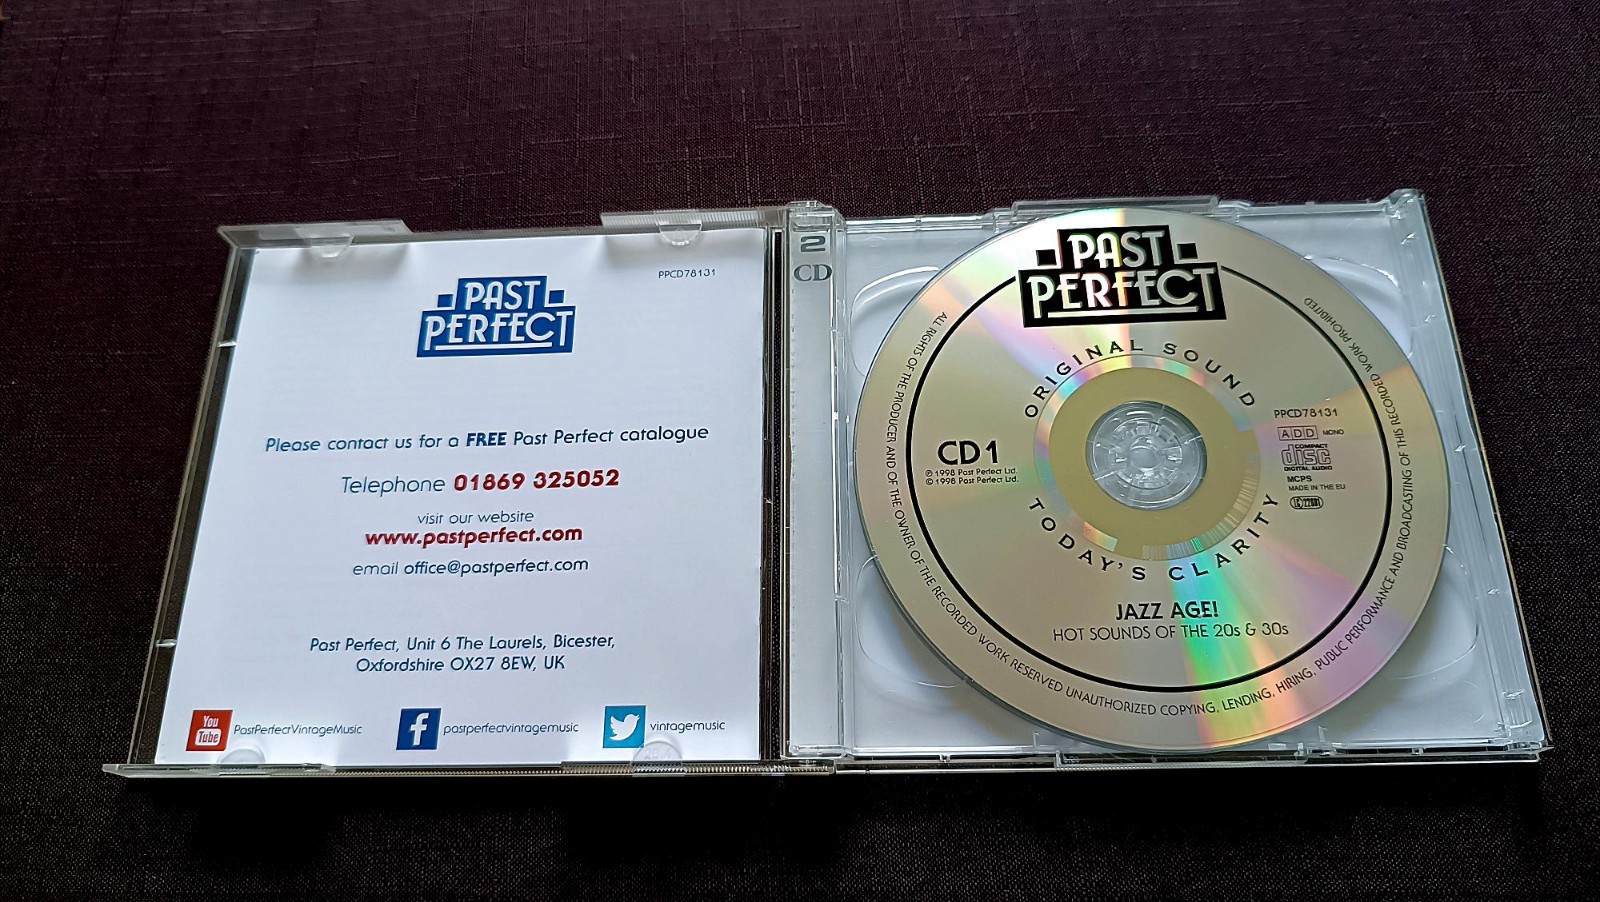 PAST
PERFECT
PPCD78131
Please contact us for a FREE Past Perfect catalogue
Telephone 01869 325052
visit our website
www.pastperfect.com
email office@pastperfect.com
Past Perfect, Unit 6 The Laurels, Bicester,
Oxfordshire OX27 8EW, UK
You
Tube
PastPerfectVintageMusic
f
pastperfectvintagemusic
vintagemusic
2
CD
PAST
PERFECT
ORIGINAL SOUND
TODAY'S CLARITY
CD 1
℗ 1998 Past Perfect Ltd.
© 1998 Past Perfect Ltd.
PPCD78131
ADD MONO
COMPACT
disc
DIGITAL AUDIO
MCPS
MADE IN THE EU
JAZZ AGE!
HOT SOUNDS OF THE 20s & 30s
ALL RIGHTS OF THE PRODUCER AND OF THE OWNER OF THE RECORDED WORK RESERVED UNAUTHORIZED COPYING, LENDING, HIRING, PUBLIC PERFORMANCE AND BROADCASTING OF THIS RECORDED WORK PROHIBITED